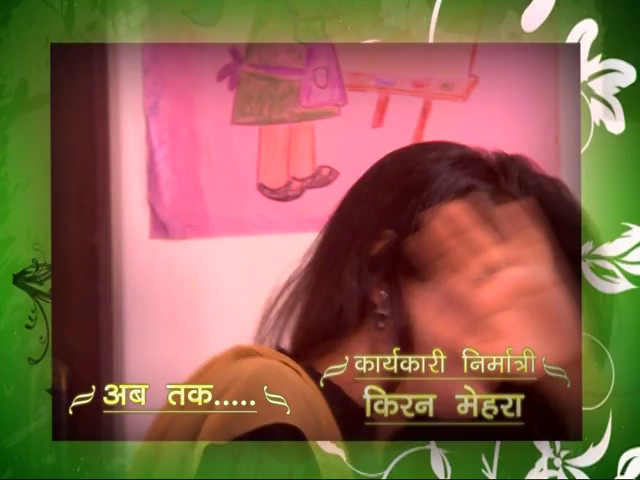 अब तक.....
कार्यकारी निर्मात्री
किरन मेहरा